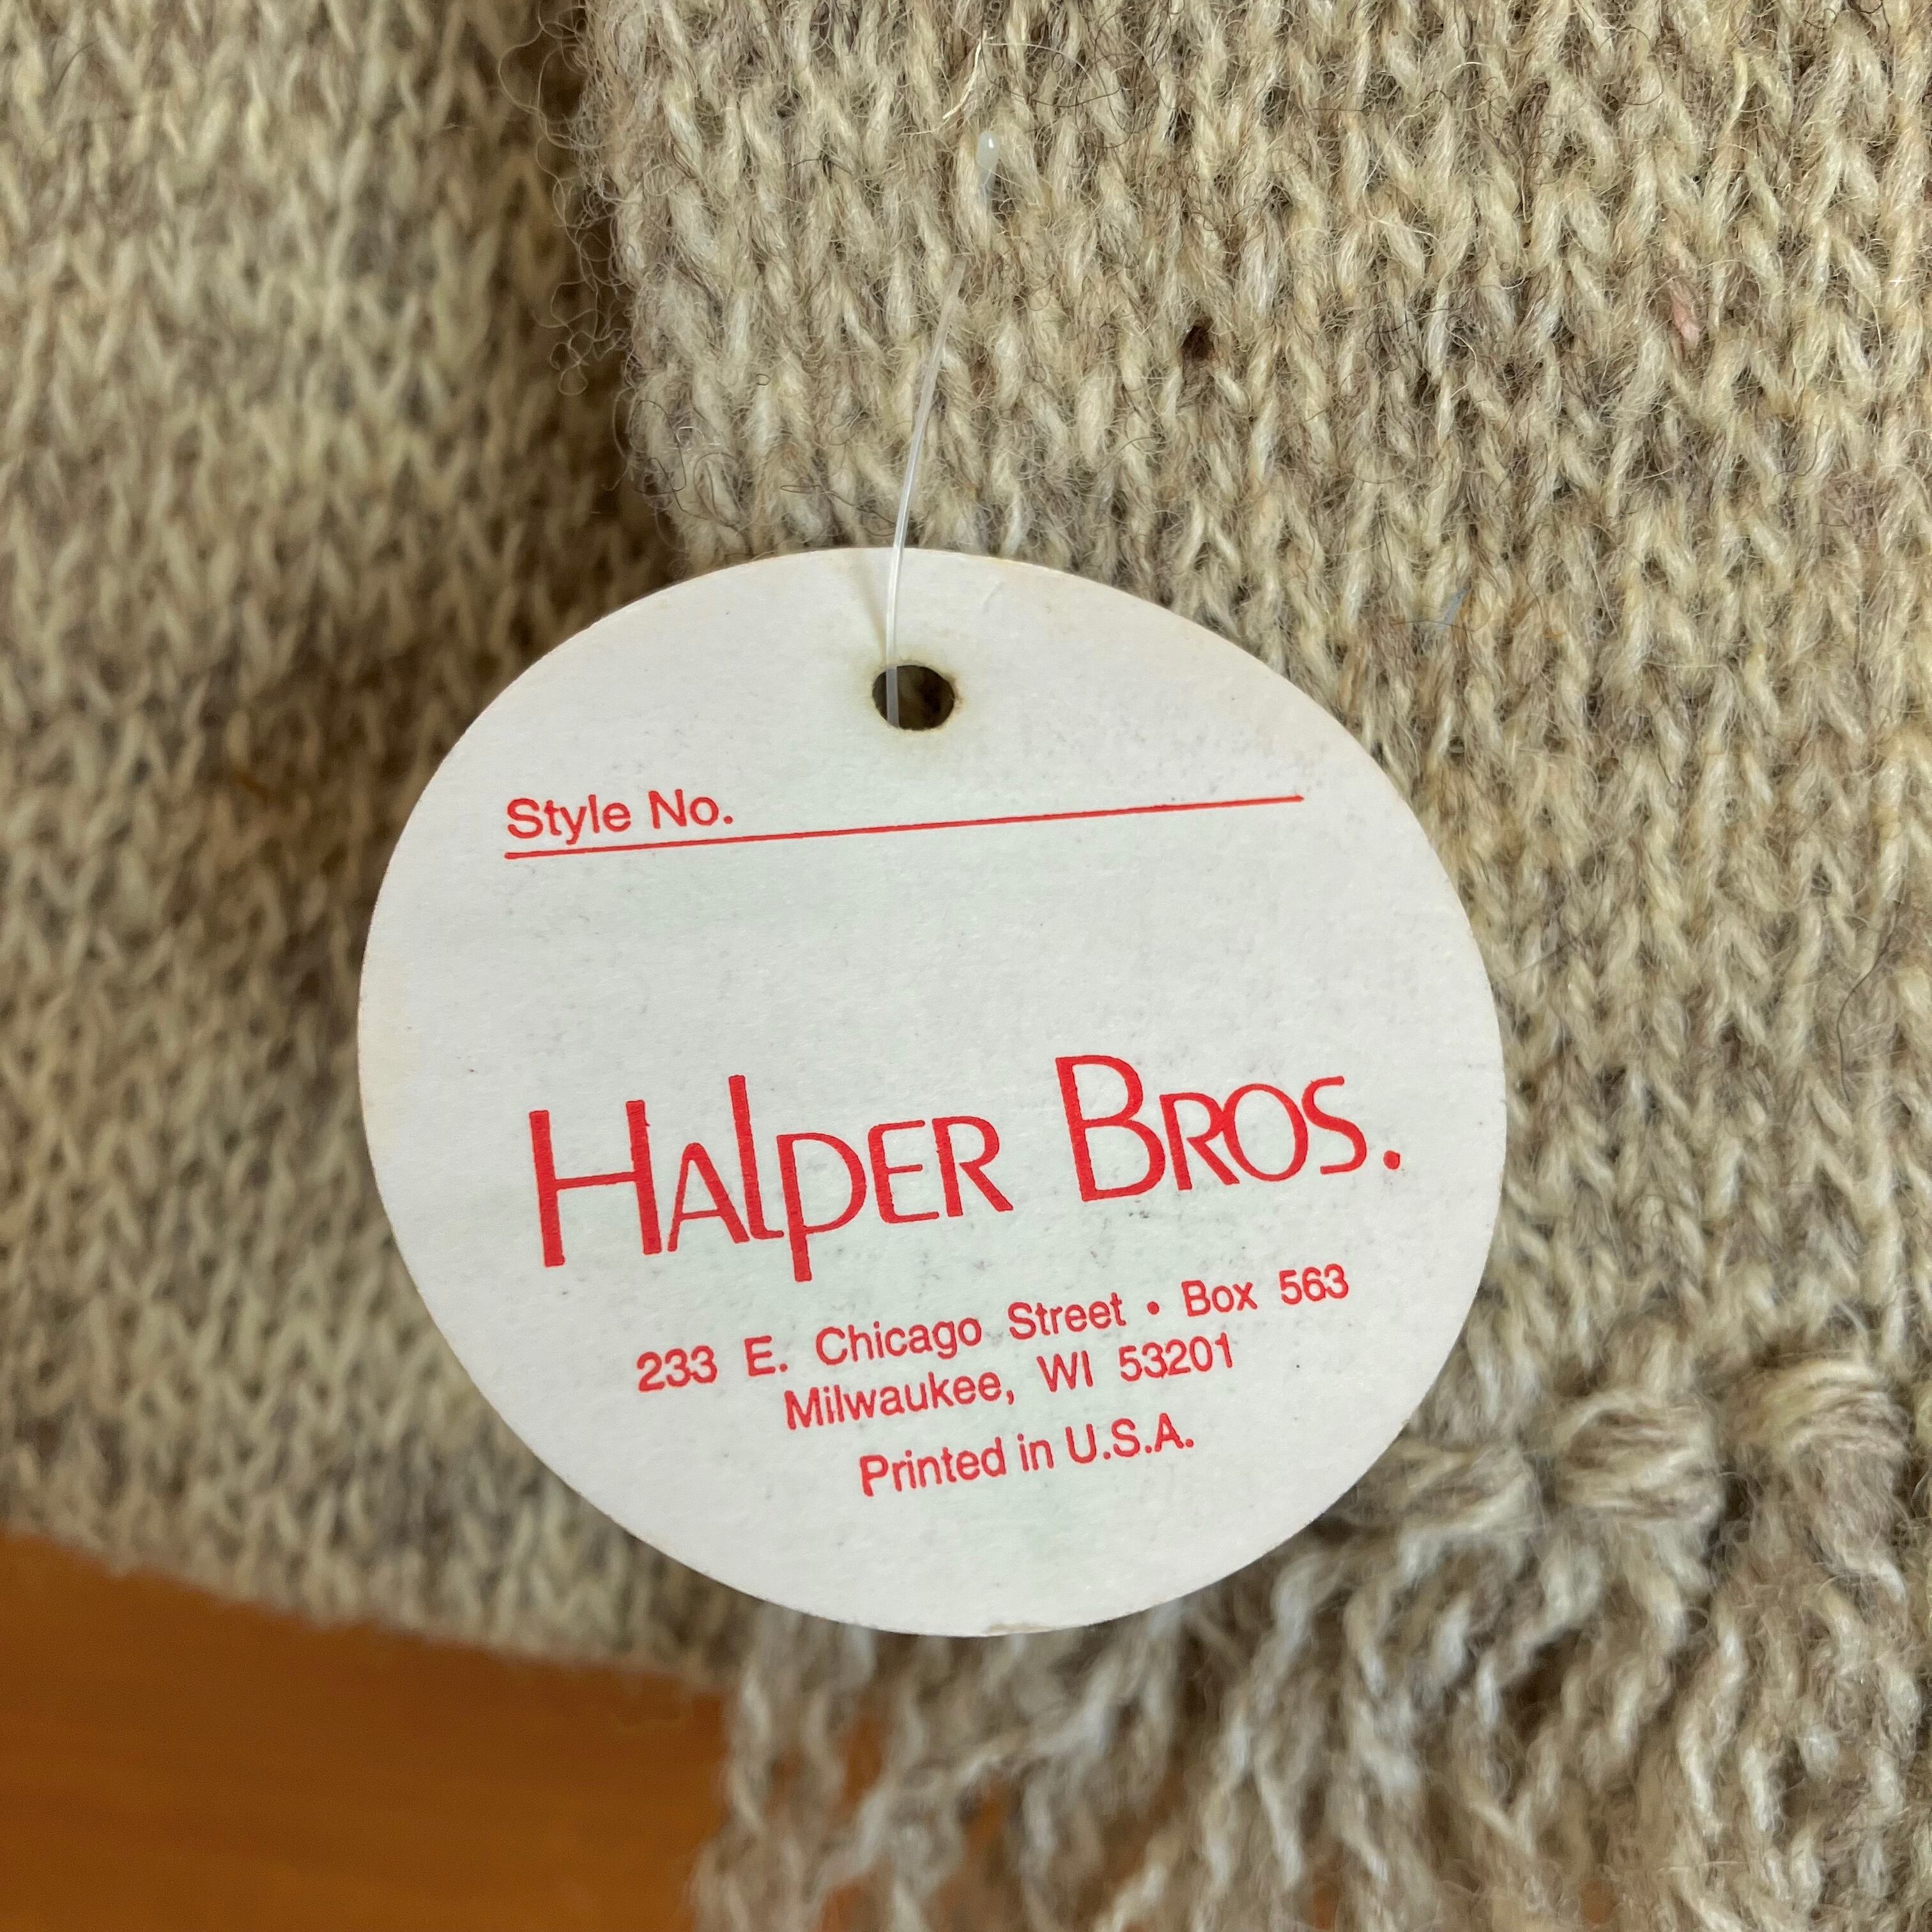 Style No.
Halper Bros.
233 E. Chicago Street • Box 563
Milwaukee, WI 53201
Printed in U.S.A.